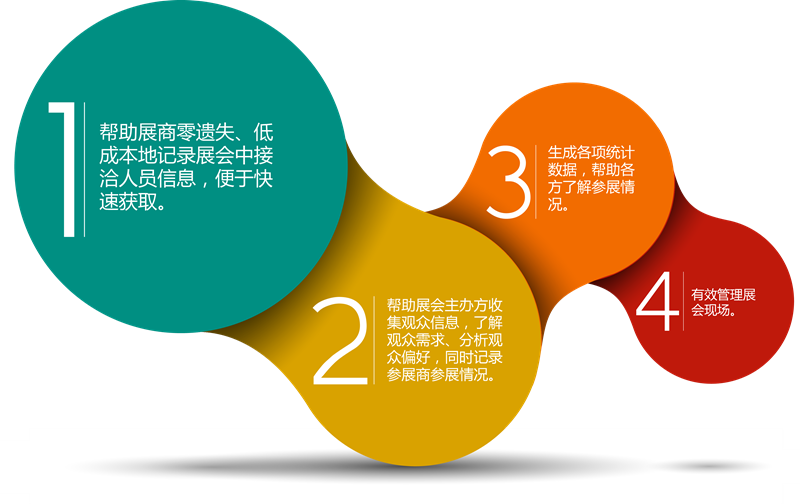 1
帮助展商零遗失、低
成本地记录展会中接
洽人员信息，便于快
速获取。
2
帮助展会主办方收
集观众信息，了解
观众需求、分析观
众偏好，同时记录
参展商参展情况。
3
生成各项统计
数据，帮助各
方了解参展情
况。
4
有效管理展
会现场。